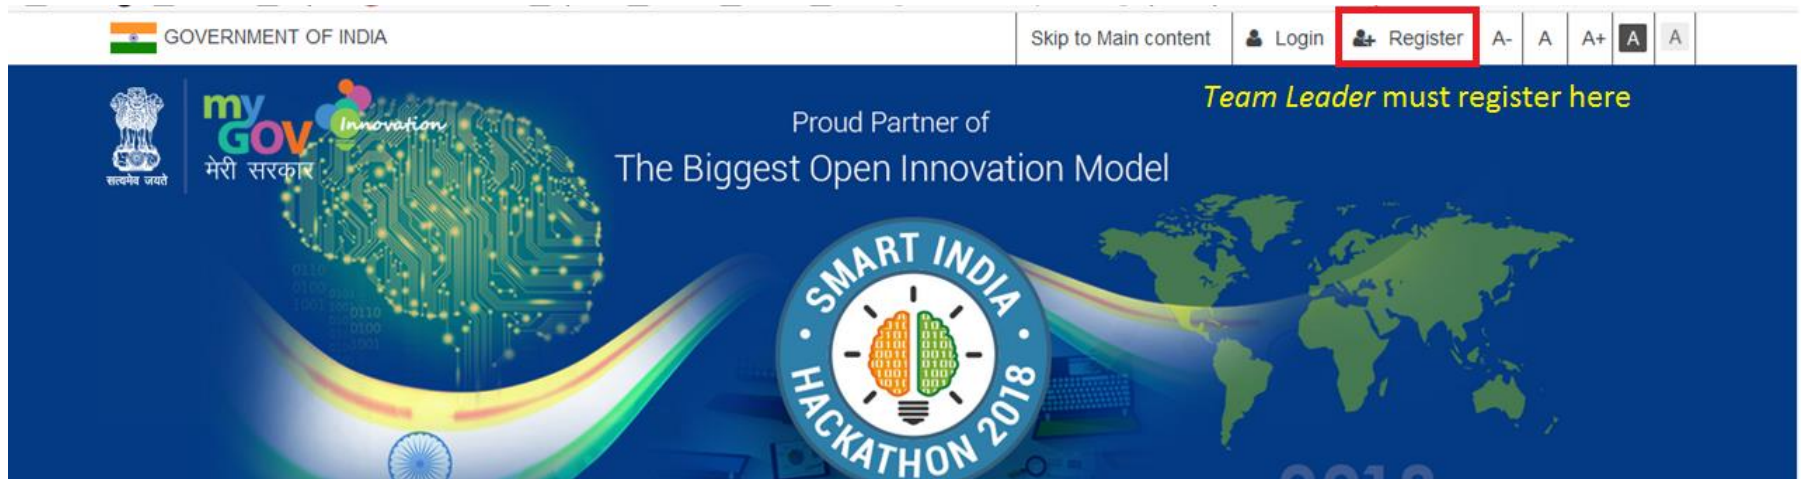 GOVERNMENT OF INDIA
Skip to Main content
Login
Register
A-
A
A+
A
A
Team Leader must register here
my
GOV
मेरी सरकार
Innovation
सत्यमेव जयते
Proud Partner of
The Biggest Open Innovation Model
SMART INDIA
HACKATHON 2018